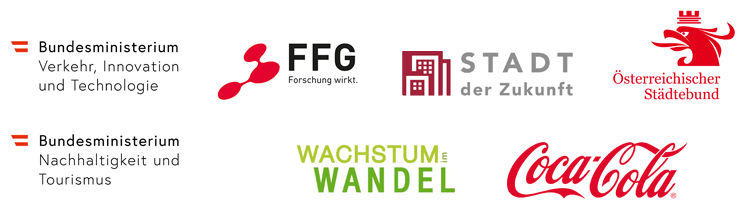 Bundesministerium
Verkehr, Innovation
und Technologie
FFG
Forschung wirkt.
STADT
der Zukunft
Österreichischer
Städtebund
Bundesministerium
Nachhaltigkeit und
Tourismus
WACHSTUM im
WANDEL
Coca-Cola